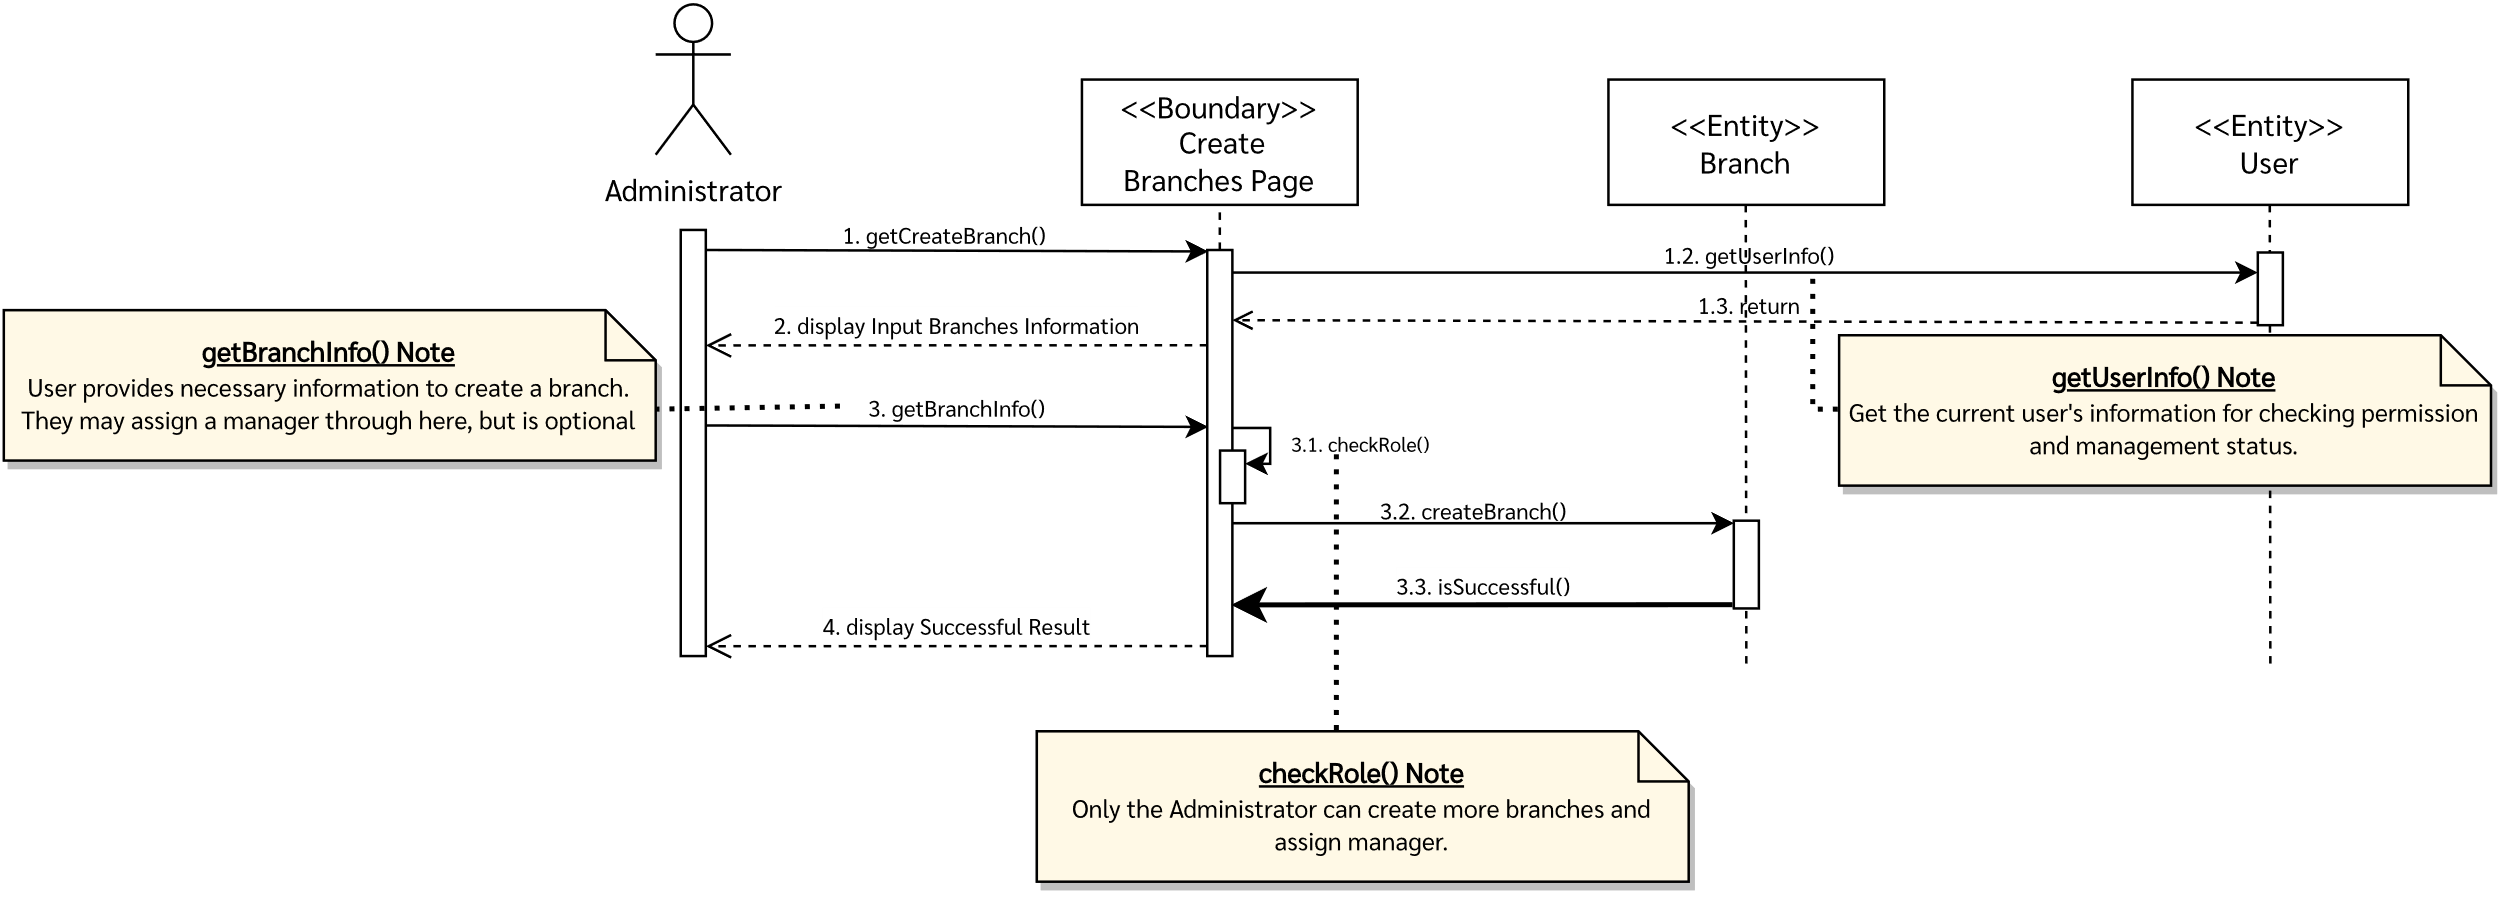 Administrator
<<Boundary>>
Create
Branches Page
<<Entity>>
Branch
<<Entity>>
User
1. getCreateBranch()
1.2. getUserInfo()
1.3. return
2. display Input Branches Information
getBranchInfo() Note
User provides necessary information to create a branch.
They may assign a manager through here, but is optional
getUserInfo() Note
Get the current user's information for checking permission
and management status.
3. getBranchInfo()
3.1. checkRole()
3.2. createBranch()
3.3. isSuccessful()
4. display Successful Result
checkRole() Note
Only the Administrator can create more branches and
assign manager.